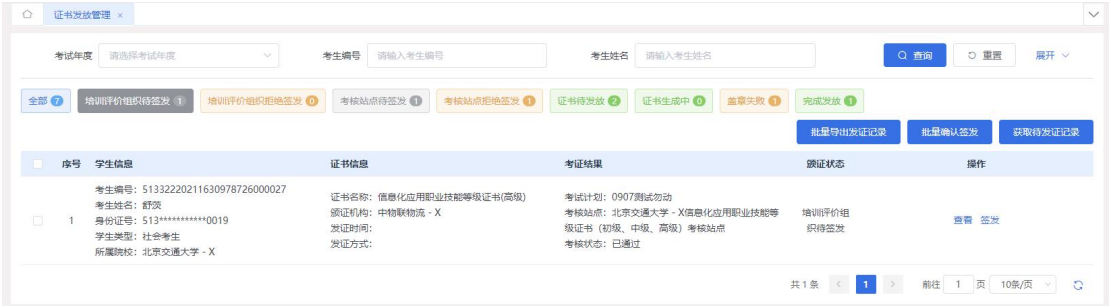 证书发放管理 ×
考试年度 请选择考试年度 考生编号 请输入考生编号 考生姓名 请输入考生姓名 查询 重置 展开
全部 7 培训评价组织待签发 1 培训评价组织拒绝签发 0 考核站点待签发 1 考核站点拒绝签发 1 证书待发放 2 证书生成中 0 盖章失败 1 完成发放 1
批量导出发证记录 批量确认签发 获取待发证记录
序号 学生信息 证书信息 考证结果 颁证状态 操作
1
考生编号：51332220211630978726000027
考生姓名：舒荧
身份证号：513***********0019
学生类型：社会考生
所属院校：北京交通大学 - X
证书名称：信息化应用职业技能等级证书(高级)
颁证机构：中物联物流 - X
发证时间：
发证方式：
考试计划：0907测试勿动
考核站点：北京交通大学 - X信息化应用职业技能等
级证书（初级、中级、高级）考核站点
考核状态：已通过
培训评价组
织待签发
查看 签发
共 1 条 < 1 > 前往 1 页 10条/页